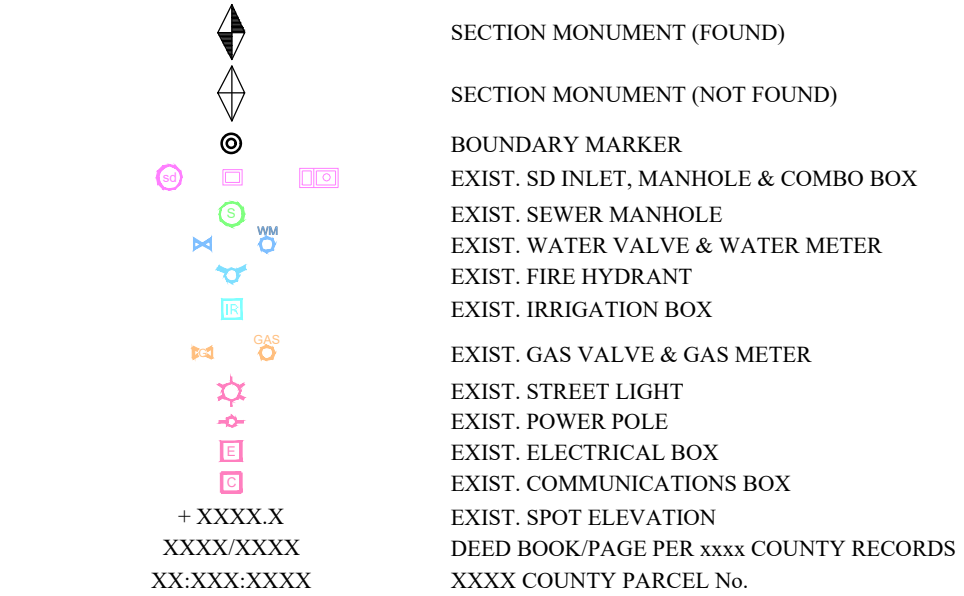 SECTION MONUMENT (FOUND)
SECTION MONUMENT (NOT FOUND)
BOUNDARY MARKER
sd EXIST. SD INLET, MANHOLE & COMBO BOX
S EXIST. SEWER MANHOLE
WM
EXIST. WATER VALVE & WATER METER
EXIST. FIRE HYDRANT
IR EXIST. IRRIGATION BOX
GAS
G EXIST. GAS VALVE & GAS METER
EXIST. STREET LIGHT
EXIST. POWER POLE
E EXIST. ELECTRICAL BOX
C EXIST. COMMUNICATIONS BOX
+ XXXX.X EXIST. SPOT ELEVATION
XXXX/XXXX DEED BOOK/PAGE PER xxxx COUNTY RECORDS
XX:XXX:XXXX XXXX COUNTY PARCEL No.